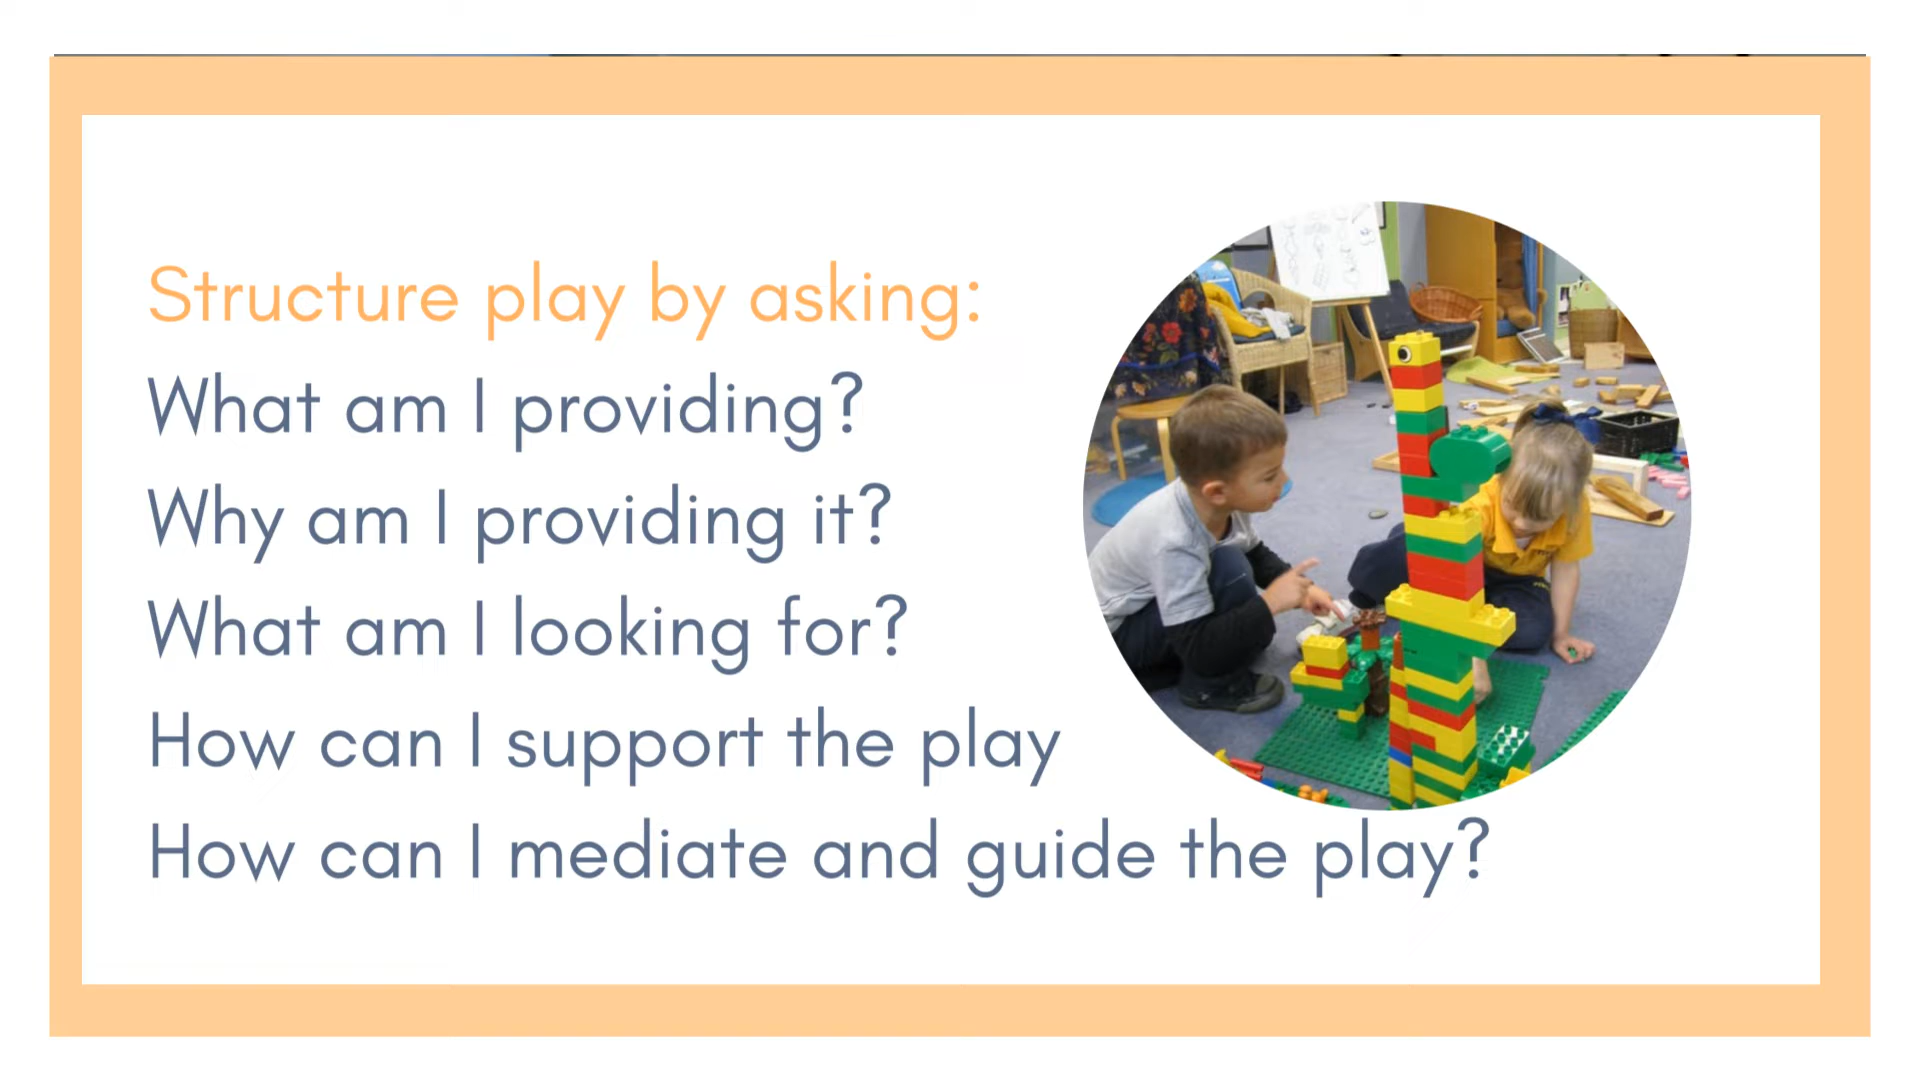 Structure play by asking:
What am I providing?
Why am I providing it?
What am I looking for?
How can I support the play
How can I mediate and guide the play?